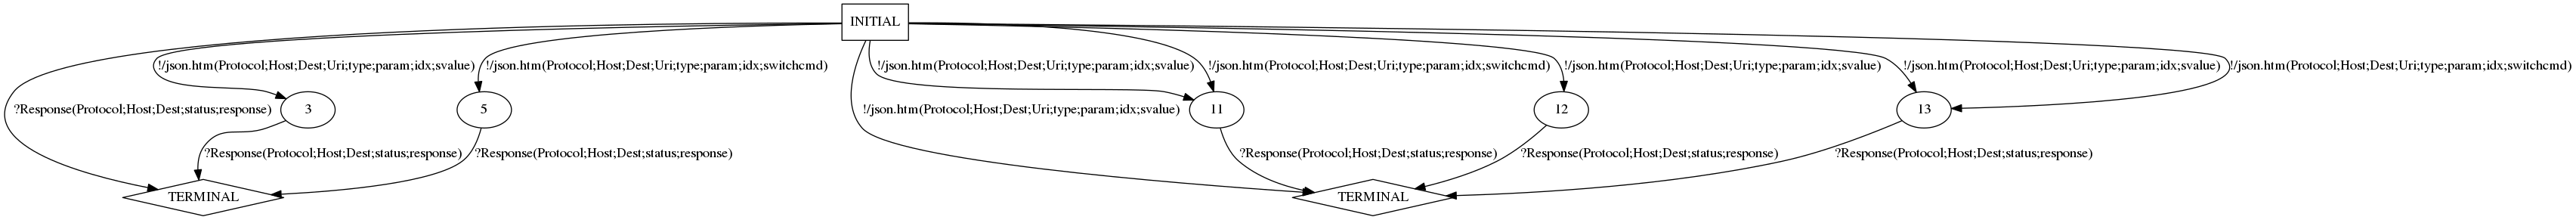 INITIAL
!/json.htm(Protocol;Host;Dest;Uri;type;param;idx;svalue)
!/json.htm(Protocol;Host;Dest;Uri;type;param;idx;switchcmd)
!/json.htm(Protocol;Host;Dest;Uri;type;param;idx;svalue)
!/json.htm(Protocol;Host;Dest;Uri;type;param;idx;switchcmd)
!/json.htm(Protocol;Host;Dest;Uri;type;param;idx;svalue)
!/json.htm(Protocol;Host;Dest;Uri;type;param;idx;svalue)
!/json.htm(Protocol;Host;Dest;Uri;type;param;idx;switchcmd)
?Response(Protocol;Host;Dest;status;response)
3
5
!/json.htm(Protocol;Host;Dest;Uri;type;param;idx;svalue)
11
12
13
?Response(Protocol;Host;Dest;status;response)
?Response(Protocol;Host;Dest;status;response)
?Response(Protocol;Host;Dest;status;response)
?Response(Protocol;Host;Dest;status;response)
?Response(Protocol;Host;Dest;status;response)
TERMINAL
TERMINAL